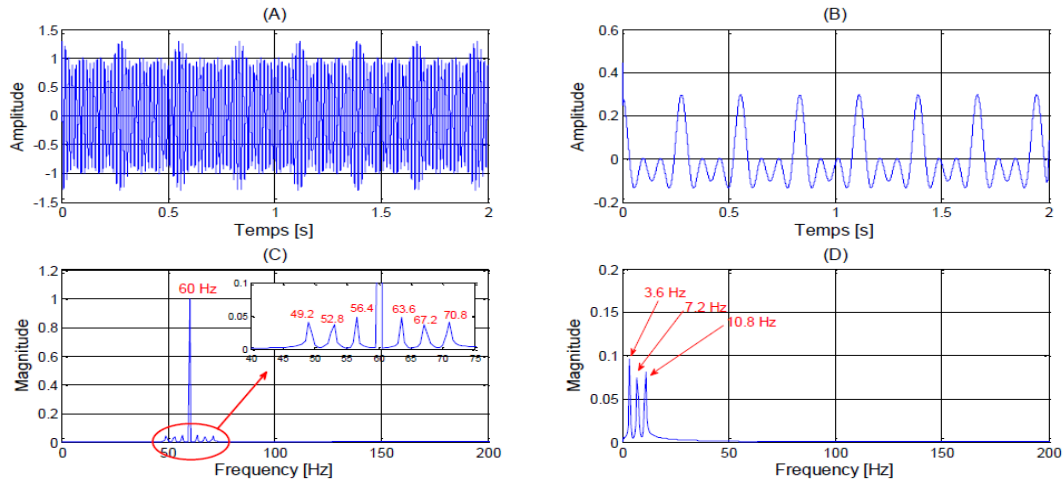 (A)
1.5
1
0.5
0
-0.5
-1
-1.5
Amplitude
0 0.5 1 1.5 2
Temps [s]
(B)
0.6
0.4
0.2
0
-0.2
Amplitude
0 0.5 1 1.5 2
Temps [s]
(C)
1.2
1
0.8
0.6
0.4
0.2
0
Magnitude
60 Hz
0.1
0.05
0
49.2 52.8 56.4 63.6 67.2 70.8
40 45 50 55 60 65 70 75
0 50 100 150 200
Frequency [Hz]
(D)
0.2
0.15
0.1
0.05
0
Magnitude
3.6 Hz
7.2 Hz
10.8 Hz
0 50 100 150 200
Frequency [Hz]